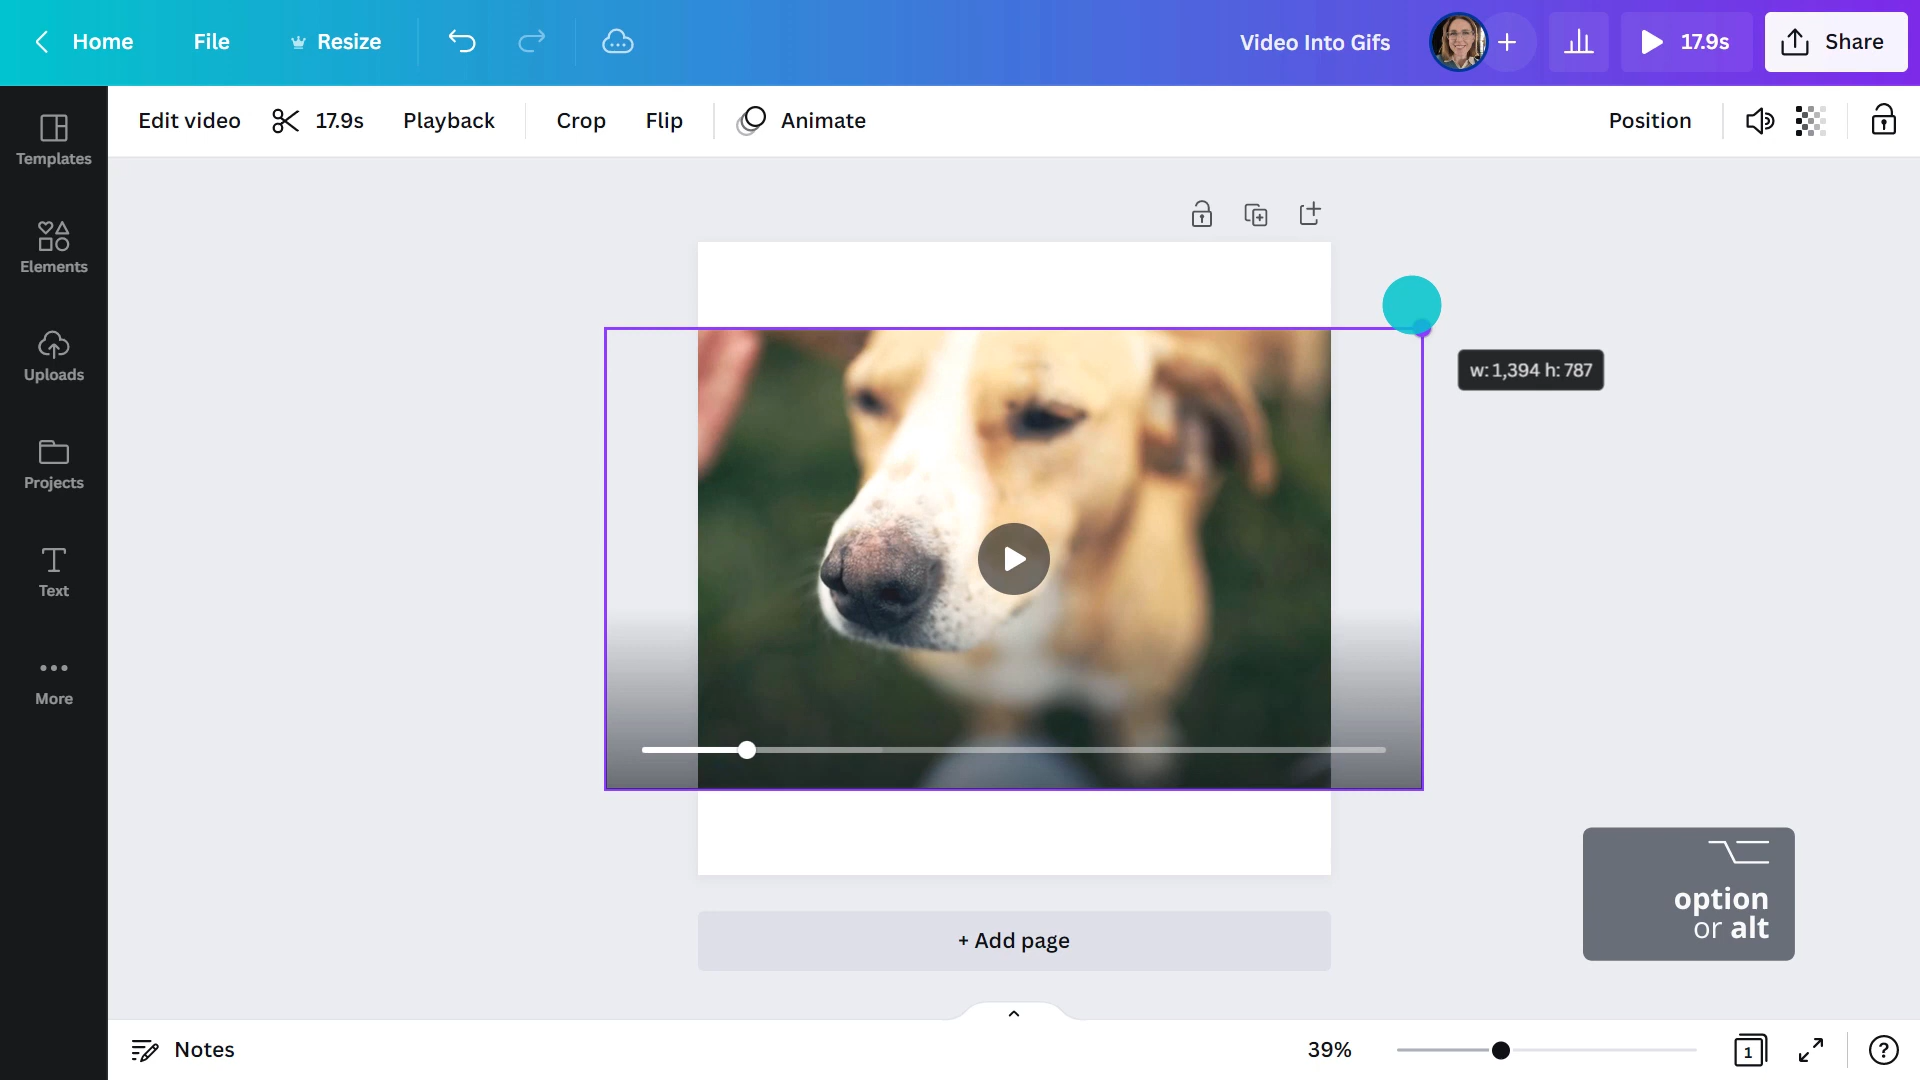 Home
File
Resize
Video Into Gifs
17.9s
Share
Edit video
17.9s
Playback
Crop
Flip
Animate
Position
Templates
Elements
Uploads
Projects
Text
More
w: 1,394 h: 787
option
or alt
+ Add page
Notes
39%
1
?